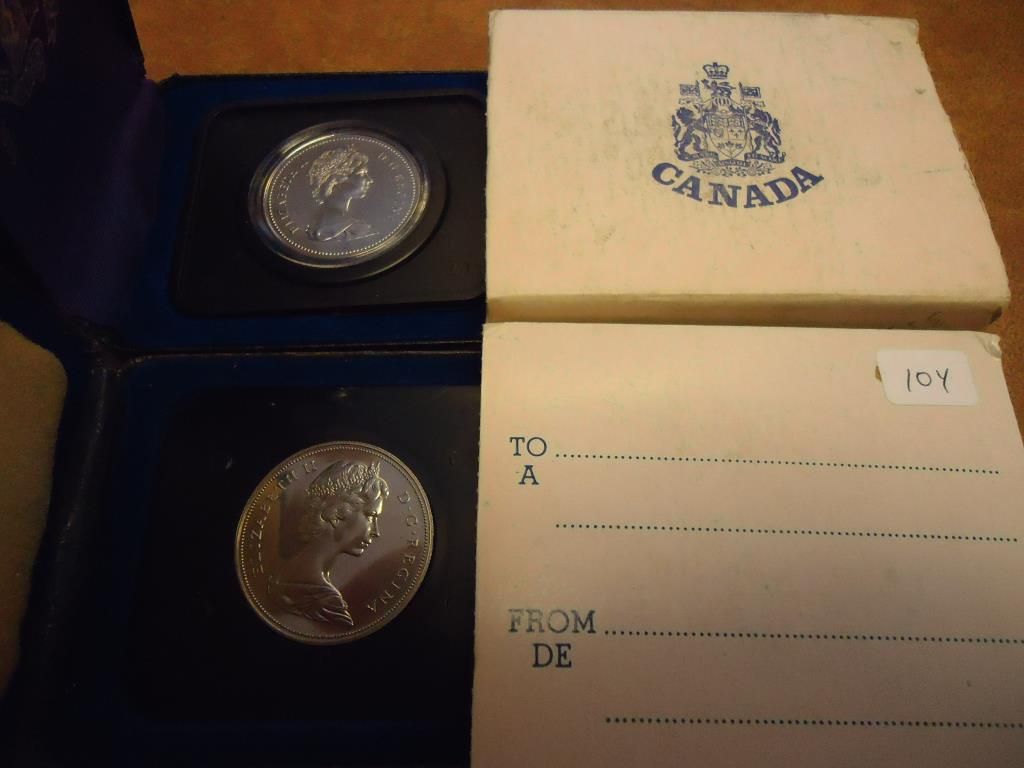 ELIZABETH II D·G·REGINA
CANADA
ELIZABETH II D·G·REGINA
104
TO
A
FROM
DE